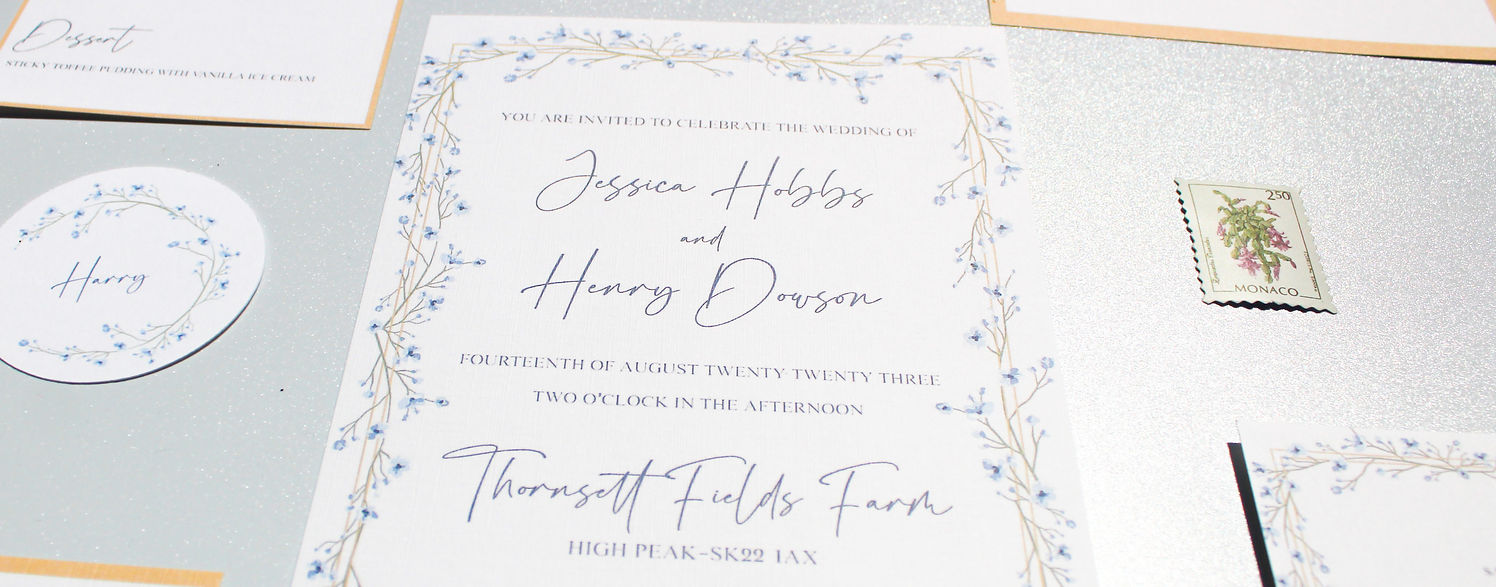 Dessert
STICKY TOFFEE PUDDING WITH VANILLA ICE CREAM
Harry
YOU ARE INVITED TO CELEBRATE THE WEDDING OF
Jessica Hobbs
and
Henry Dowson
FOURTEENTH OF AUGUST TWENTY TWENTY THREE
TWO O'CLOCK IN THE AFTERNOON
Thornsett Fields Farm
HIGH PEAK-SK22 1AX
250
MONACO